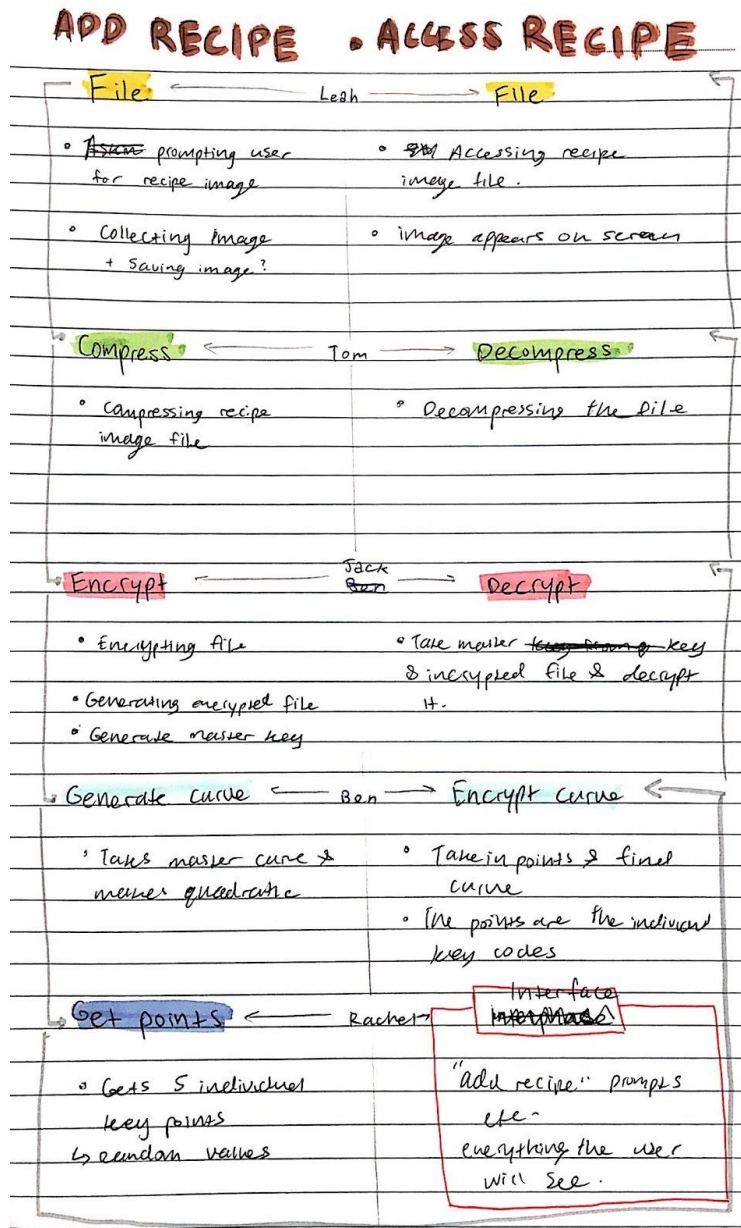 ADD RECIPE • ACCESS RECIPE
File Leah File
• prompting user
for recipe image
• Accessing recipe
image file.
• Collecting image
+ Saving image?
• image appears on screen
Compress Tom Decompress
• compressing recipe
image file
• Decompressing the file
Encrypt Jack Decrypt
Ben
• Encrypting file
• Generating encrypted file
• Generate master key
• Take master key
& incrypted file & decrypt
it.
Generate curve Ben Encrypt curve
• Takes master curve &
makes quadratic
• Take in points & find
curve
• The points are the individual
key codes
Get points Rachel Interface
Interphase
• Gets 5 individual
key points
↳ random values
"add recipe" prompts
etc-
everything the user
will see.